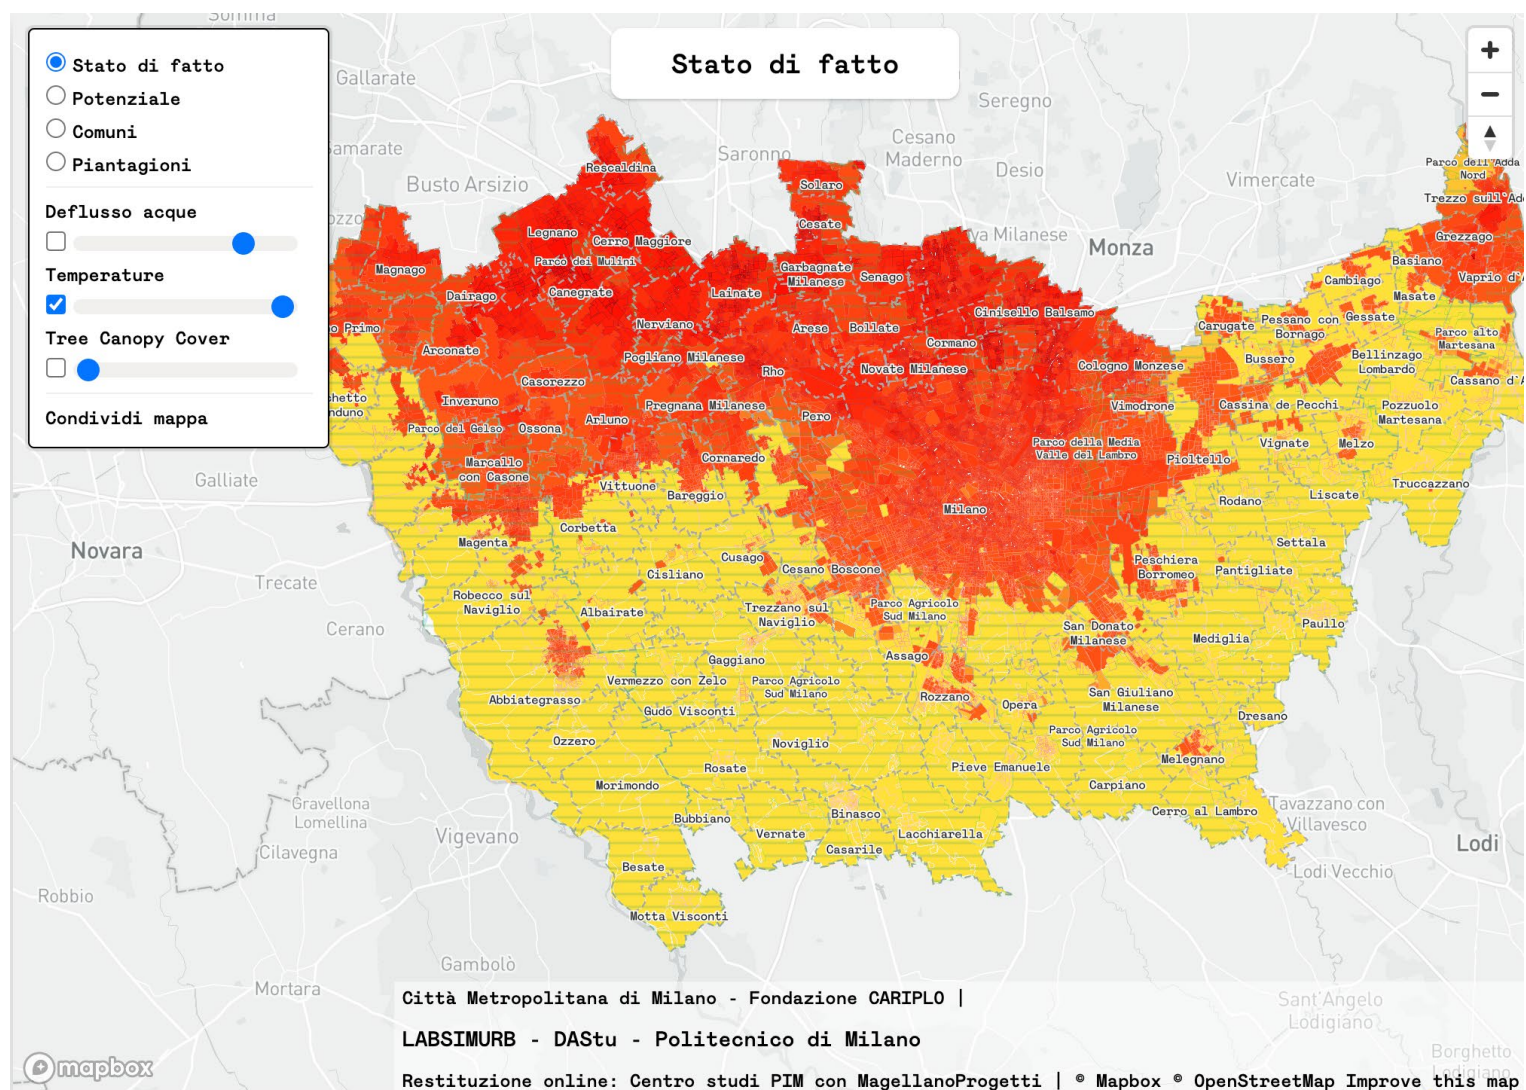 Somma
Stato di fatto
Potenziale
Comuni
Piantagioni
Deflusso acque
Temperature
Tree Canopy Cover
Condividi mappa
Stato di fatto
Gallarate
Seregno
Cesano
Maderno
Saronno
Desio
Vimercate
Busto Arsizio
Monza
Rescaldina
Solaro
Cesate
Parco dell'Adda
Nord
Grezzago
Legnano
Cerro Maggiore
Parco dei Mulini
Magnago
Garbagnate
Milanese
Senago
Basiano
Cambiago
Masate
Dairago
Canegrate
Lainate
Cinisello Balsamo
Nerviano
Arese
Bollate
Carugate
Pessano con
Bornago
Gessate
Parco alto
Martesana
Arconate
Pogliano Milanese
Cormano
Rho
Novate Milanese
Cologno Monzese
Bussero
Bellinzago
Lombardo
Casorezzo
Inveruno
Pregnana Milanese
Vimodrone
Cassina de Pecchi
Pozzuolo
Martesana
Parco del Gelso
Ossona
Arluno
Pero
Parco della Media
Valle del Lambro
Vignate
Melzo
Marcallo
con Casone
Cornaredo
Pioltello
Vittuone
Bareggio
Truccazzano
Galliate
Milano
Rodano
Liscate
Corbetta
Magenta
Novara
Cusago
Cesano Boscone
Peschiera
Borromeo
Settala
Pantigliate
Cisliano
Trecate
Robecco sul
Naviglio
Albairate
Trezzano sul
Naviglio
Parco Agricolo
Sud Milano
Cerano
San Donato
Milanese
Mediglia
Paullo
Gaggiano
Assago
Vermezzo con Zelo
Parco Agricolo
Sud Milano
Abbiategrasso
Rozzano
San Giuliano
Milanese
Gudo Visconti
Opera
Dresano
Ozzero
Noviglio
Parco Agricolo
Sud Milano
Rosate
Pieve Emanuele
Melegnano
Morimondo
Carpiano
Gravellona
Lomellina
Bubbiano
Binasco
Cerro al Lambro
Tavazzano con
Villavesco
Vigevano
Vernate
Lacchiarella
Cilavegna
Casarile
Lodi
Besate
Lodi Vecchio
Robbio
Motta Visconti
Gambolò
Mortara
Sant'Angelo
Lodigiano
Borghetto
Lodigiano
Città Metropolitana di Milano - Fondazione CARIPLO |
LABSIMURB - DAStu - Politecnico di Milano
Restituzione online: Centro studi PIM con MagellanoProgetti | © Mapbox © OpenStreetMap Improve this map
mapbox